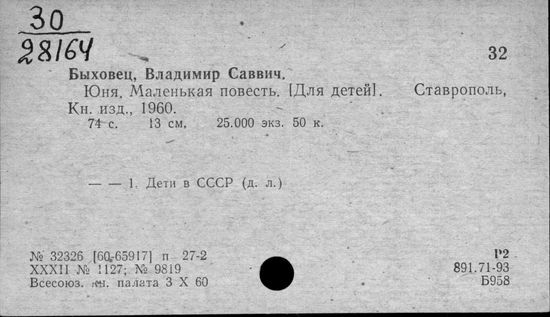 30
28164
32
Быховец, Владимир Саввич.
Юня. Маленькая повесть. [Для детей]. Ставрополь,
Кн. изд., 1960.
74 с. 13 см. 25.000 экз. 50 к.
— — 1. Дети в СССР (д. л.)
№ 32326 [60-65917] п 27-2
XXXII № 1127; № 9819
Всесоюз. кн. палата 3 X 60
Р2
891.71-93
Б958